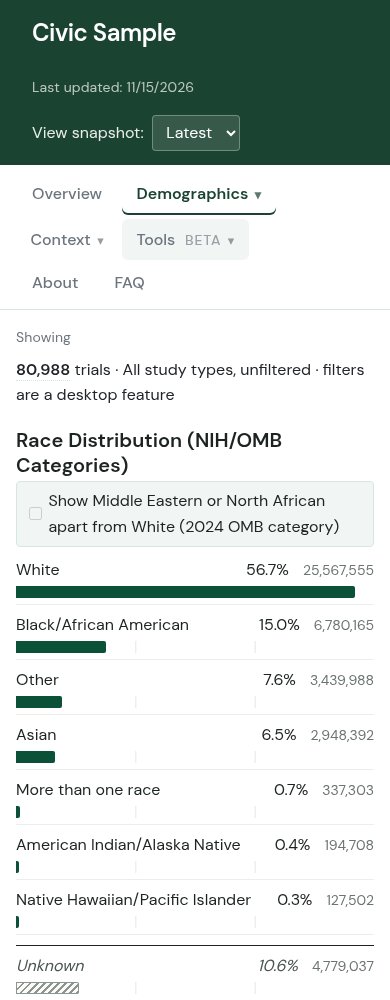 Civic Sample
Last updated: 11/15/2026
View snapshot: Latest
Overview Demographics ▾
Context ▾ Tools BETA ▾
About FAQ
Showing
80,988 trials · All study types, unfiltered · filters
are a desktop feature
Race Distribution (NIH/OMB
Categories)
Show Middle Eastern or North African
apart from White (2024 OMB category)
White 56.7% 25,567,555
Black/African American 15.0% 6,780,165
Other 7.6% 3,439,988
Asian 6.5% 2,948,392
More than one race 0.7% 337,303
American Indian/Alaska Native 0.4% 194,708
Native Hawaiian/Pacific Islander 0.3% 127,502
Unknown 10.6% 4,779,037